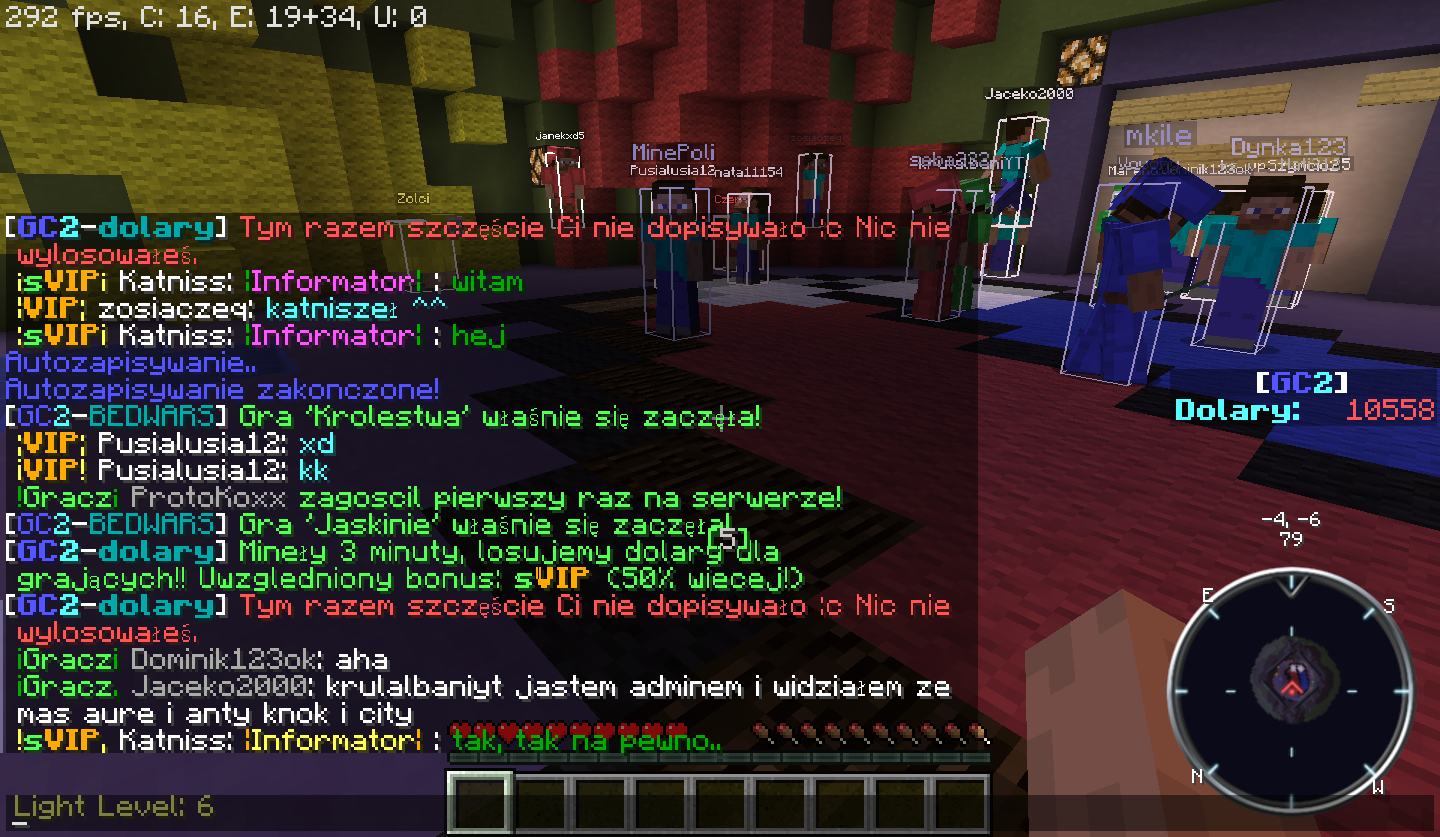 292 fps, C: 16, E: 19+34, U: 0
Jaceko2000
janekxd5
MinePoli
mkile
Dynka123
Pusialusia12
nata11154
Zolci
[GC2-dolary] Tym razem szczęście Ci nie dopisywało :c Nic nie
wylosowałeś.
¡sVIP¡ Katniss: !Informator! : witam
!VIP¡ zosiaczeq: katniszeł ^^
:sVIP! Katniss: !Informator! : hej
Autozapisywanie..
Autozapisywanie zakonczone!
[GC2]
Dolary: 10558
[GC2-BEDWARS] Gra 'Krolestwa' właśnie się zaczęła!
¡VIP¡ Pusialusia12: xd
¡VIP! Pusialusia12: kk
!Gracz¡ ProtoKoxx zagoscil pierwszy raz na serwerze!
[GC2-BEDWARS] Gra 'Jaskinie' właśnie się zaczęła!
[5]
[GC2-dolary] Mineły 3 minuty, losujemy dolary dla
grających!! Uwzgledniony bonus: sVIP (50% wiecej!)
-4, -6
79
[GC2-dolary] Tym razem szczęście Ci nie dopisywało :c Nic nie
wylosowałeś.
E
S
¡Gracz¡ Dominik123ok: aha
¡Gracz. Jaceko2000: krulalbaniyt jastem adminem i widziałem ze
mas aure i anty knok i city
!sVIP, Katniss: !Informator! : tak, tak na pewno..
N
W
Light Level: 6
_